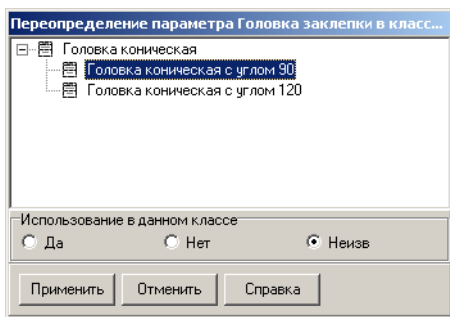 Переопределение параметра Головка заклепки в класс...
Головка коническая
Головка коническая с углом 90
Головка коническая с углом 120
Использование в данном классе
Да Нет Неизв
Применить Отменить Справка